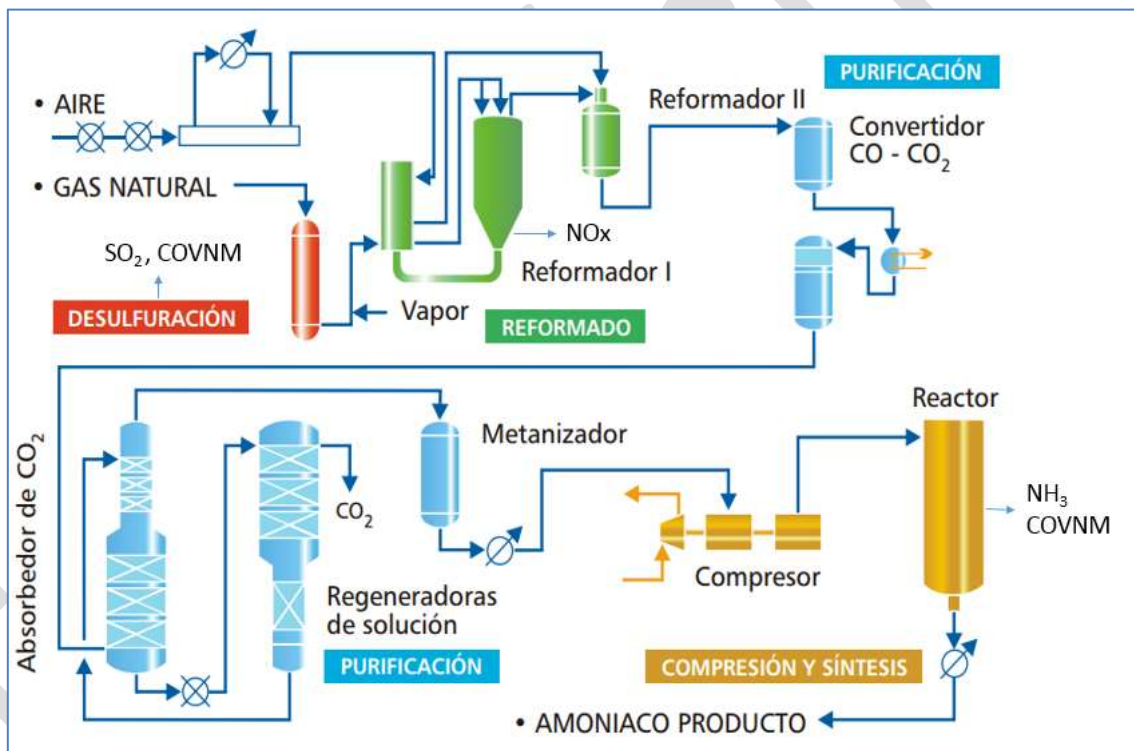 PURIFICACIÓN
• AIRE
Reformador II
Convertidor
CO - CO₂
• GAS NATURAL
SO₂, COVNM
NOx
Reformador I
DESULFURACIÓN
Vapor
REFORMADO
Reactor
Absorbedor de CO₂
Metanizador
CO₂
NH₃
COVNM
Compresor
Regeneradoras
de solución
PURIFICACIÓN
COMPRESIÓN Y SÍNTESIS
• AMONIACO PRODUCTO